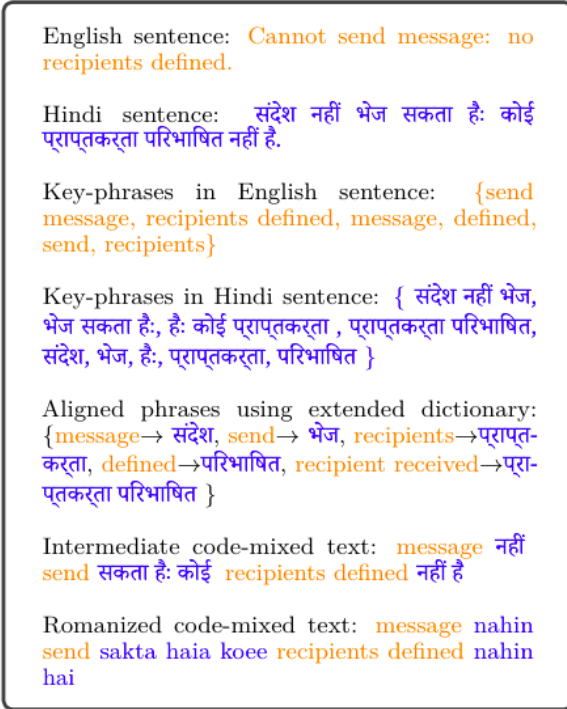 English sentence: Cannot send message: no
recipients defined.
Hindi sentence: संदेश नहीं भेज सकता हैः कोई
प्राप्तकर्ता परिभाषित नहीं है.
Key-phrases in English sentence: {send
message, recipients defined, message, defined,
send, recipients}
Key-phrases in Hindi sentence: { संदेश नहीं भेज,
भेज सकता हैः, हैः कोई प्राप्तकर्ता , प्राप्तकर्ता परिभाषित,
संदेश, भेज, हैः, प्राप्तकर्ता, परिभाषित }
Aligned phrases using extended dictionary:
{message→ संदेश, send→ भेज, recipients→प्राप्त-
कर्ता, defined→परिभाषित, recipient received→प्रा-
प्तकर्ता परिभाषित }
Intermediate code-mixed text: message नहीं
send सकता हैः कोई recipients defined नहीं है
Romanized code-mixed text: message nahin
send sakta haia koee recipients defined nahin
hai